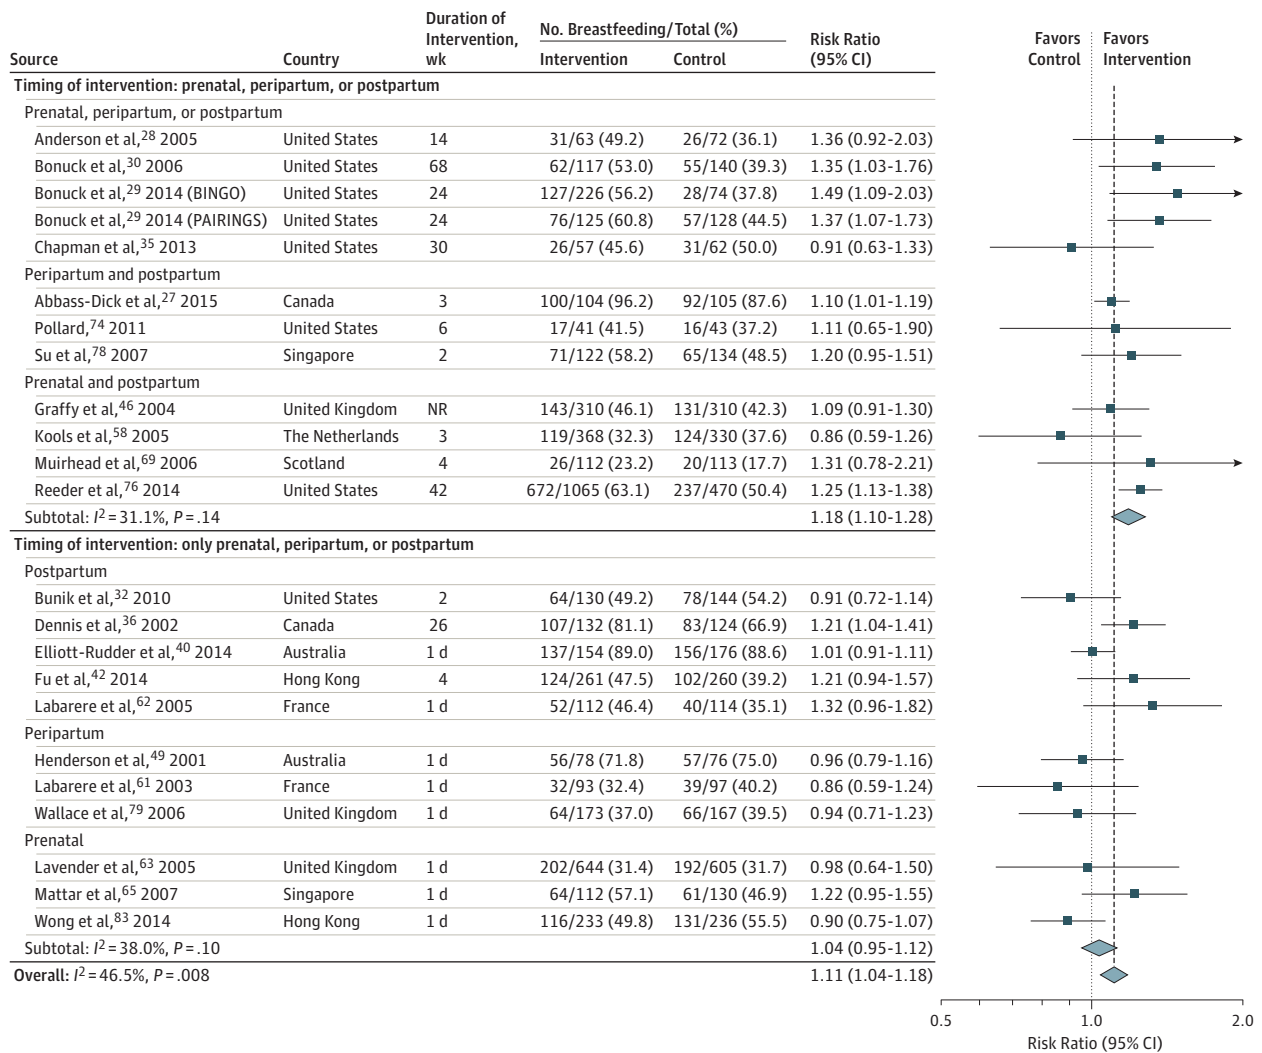 Duration of Intervention, wk
No. Breastfeeding/Total (%)
Risk Ratio (95% CI)
Favors Control
Favors Intervention
Source Country Intervention Control
Timing of intervention: prenatal, peripartum, or postpartum
Prenatal, peripartum, or postpartum
Anderson et al,28 2005 United States 14 31/63 (49.2) 26/72 (36.1) 1.36 (0.92-2.03)
Bonuck et al,30 2006 United States 68 62/117 (53.0) 55/140 (39.3) 1.35 (1.03-1.76)
Bonuck et al,29 2014 (BINGO) United States 24 127/226 (56.2) 28/74 (37.8) 1.49 (1.09-2.03)
Bonuck et al,29 2014 (PAIRINGS) United States 24 76/125 (60.8) 57/128 (44.5) 1.37 (1.07-1.73)
Chapman et al,35 2013 United States 30 26/57 (45.6) 31/62 (50.0) 0.91 (0.63-1.33)
Peripartum and postpartum
Abbass-Dick et al,27 2015 Canada 3 100/104 (96.2) 92/105 (87.6) 1.10 (1.01-1.19)
Pollard,74 2011 United States 6 17/41 (41.5) 16/43 (37.2) 1.11 (0.65-1.90)
Su et al,78 2007 Singapore 2 71/122 (58.2) 65/134 (48.5) 1.20 (0.95-1.51)
Prenatal and postpartum
Graffy et al,46 2004 United Kingdom NR 143/310 (46.1) 131/310 (42.3) 1.09 (0.91-1.30)
Kools et al,58 2005 The Netherlands 3 119/368 (32.3) 124/330 (37.6) 0.86 (0.59-1.26)
Muirhead et al,69 2006 Scotland 4 26/112 (23.2) 20/113 (17.7) 1.31 (0.78-2.21)
Reeder et al,76 2014 United States 42 672/1065 (63.1) 237/470 (50.4) 1.25 (1.13-1.38)
Subtotal: I2 = 31.1%, P = .14 1.18 (1.10-1.28)
Timing of intervention: only prenatal, peripartum, or postpartum
Postpartum
Bunik et al,32 2010 United States 2 64/130 (49.2) 78/144 (54.2) 0.91 (0.72-1.14)
Dennis et al,36 2002 Canada 26 107/132 (81.1) 83/124 (66.9) 1.21 (1.04-1.41)
Elliott-Rudder et al,40 2014 Australia 1 d 137/154 (89.0) 156/176 (88.6) 1.01 (0.91-1.11)
Fu et al,42 2014 Hong Kong 4 124/261 (47.5) 102/260 (39.2) 1.21 (0.94-1.57)
Labarere et al,62 2005 France 1 d 52/112 (46.4) 40/114 (35.1) 1.32 (0.96-1.82)
Peripartum
Henderson et al,49 2001 Australia 1 d 56/78 (71.8) 57/76 (75.0) 0.96 (0.79-1.16)
Labarere et al,61 2003 France 1 d 32/93 (32.4) 39/97 (40.2) 0.86 (0.59-1.24)
Wallace et al,79 2006 United Kingdom 1 d 64/173 (37.0) 66/167 (39.5) 0.94 (0.71-1.23)
Prenatal
Lavender et al,63 2005 United Kingdom 1 d 202/644 (31.4) 192/605 (31.7) 0.98 (0.64-1.50)
Mattar et al,65 2007 Singapore 1 d 64/112 (57.1) 61/130 (46.9) 1.22 (0.95-1.55)
Wong et al,83 2014 Hong Kong 1 d 116/233 (49.8) 131/236 (55.5) 0.90 (0.75-1.07)
Subtotal: I2 = 38.0%, P = .10 1.04 (0.95-1.12)
Overall: I2 = 46.5%, P = .008 1.11 (1.04-1.18)
0.5 1.0 2.0
Risk Ratio (95% CI)